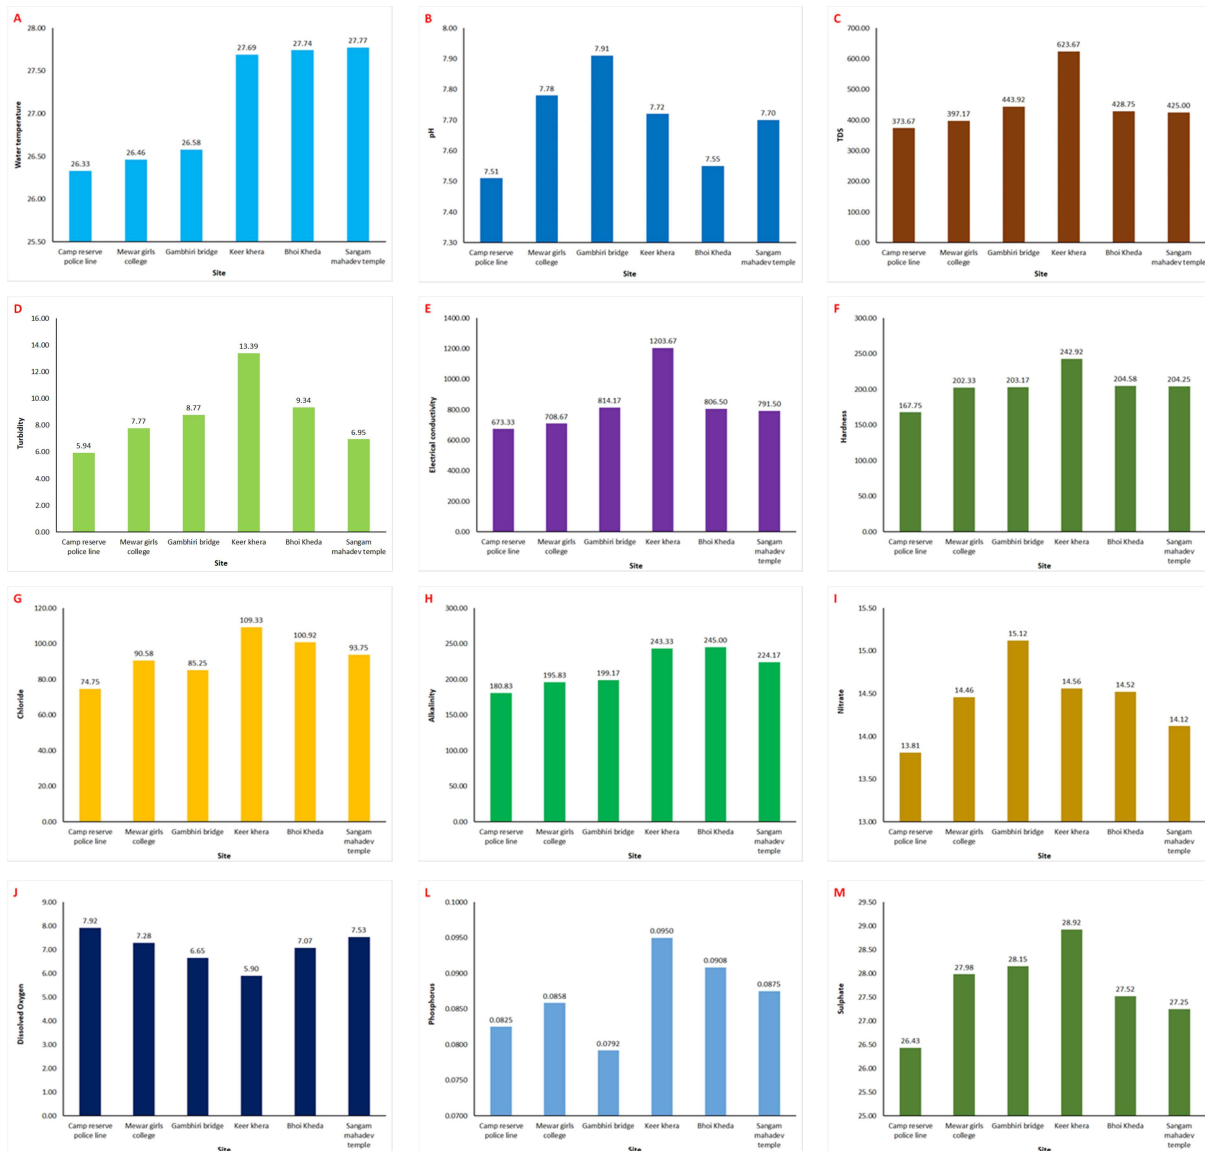 A
28.00
27.50
27.00
26.50
26.00
25.50
Water temperature
26.33
26.46
26.58
27.69
27.74
27.77
Camp reserve
police line
Mewar girls
college
Gambhiri bridge
Keer khera
Bhoi Kheda
Sangam
mahadev temple
Site
B
8.00
7.90
7.80
7.70
7.60
7.50
7.40
7.30
pH
7.51
7.78
7.91
7.72
7.55
7.70
Camp reserve
police line
Mewar girls
college
Gambhiri bridge
Keer khera
Bhoi Kheda
Sangam
mahadev temple
Site
C
700.00
600.00
500.00
400.00
300.00
200.00
100.00
0.00
TDS
373.67
397.17
443.92
623.67
428.75
425.00
Camp reserve
police line
Mewar girls
college
Gambhiri bridge
Keer khera
Bhoi Kheda
Sangam
mahadev temple
Site
D
16.00
14.00
12.00
10.00
8.00
6.00
4.00
2.00
0.00
Turbidity
5.94
7.77
8.77
13.39
9.34
6.95
Camp reserve
police line
Mewar girls
college
Gambhiri bridge
Keer khera
Bhoi Kheda
Sangam
mahadev temple
Site
E
1400.00
1200.00
1000.00
800.00
600.00
400.00
200.00
0.00
Electrical conductivity
673.33
708.67
814.17
1203.67
806.50
791.50
Camp reserve
police line
Mewar girls
college
Gambhiri bridge
Keer khera
Bhoi Kheda
Sangam
mahadev
temple
Site
F
300.00
250.00
200.00
150.00
100.00
50.00
0.00
Hardness
167.75
202.33
203.17
242.92
204.58
204.25
Camp reserve
police line
Mewar girls
college
Gambhiri bridge
Keer khera
Bhoi Kheda
Sangam
mahadev
temple
Site
G
120.00
100.00
80.00
60.00
40.00
20.00
0.00
Chloride
74.75
90.58
85.25
109.33
100.92
93.75
Camp reserve
police line
Mewar girls
college
Gambhiri bridge
Keer khera
Bhoi Kheda
Sangam
mahadev
temple
Site
H
300.00
250.00
200.00
150.00
100.00
50.00
0.00
Alkalinity
180.83
195.83
199.17
243.33
245.00
224.17
Camp reserve
police line
Mewar girls
college
Gambhiri bridge
Keer khera
Bhoi Kheda
Sangam
mahadev
temple
Site
I
15.50
15.00
14.50
14.00
13.50
13.00
Nitrate
13.81
14.46
15.12
14.56
14.52
14.12
Camp reserve
police line
Mewar girls
college
Gambhiri bridge
Keer khera
Bhoi Kheda
Sangam
mahadev
temple
Site
J
9.00
8.00
7.00
6.00
5.00
4.00
3.00
2.00
1.00
0.00
Dissolved Oxygen
7.92
7.28
6.65
5.90
7.07
7.53
Camp reserve
police line
Mewar girls
college
Gambhiri bridge
Keer khera
Bhoi Kheda
Sangam
mahadev
temple
Site
L
0.1000
0.0950
0.0900
0.0850
0.0800
0.0750
0.0700
Phosphorus
0.0825
0.0858
0.0792
0.0950
0.0908
0.0875
Camp reserve
police line
Mewar girls
college
Gambhiri bridge
Keer khera
Bhoi Kheda
Sangam
mahadev
temple
Site
M
29.50
29.00
28.50
28.00
27.50
27.00
26.50
26.00
25.50
25.00
Sulphate
26.43
27.98
28.15
28.92
27.52
27.25
Camp reserve
police line
Mewar girls
college
Gambhiri bridge
Keer khera
Bhoi Kheda
Sangam
mahadev
temple
Site